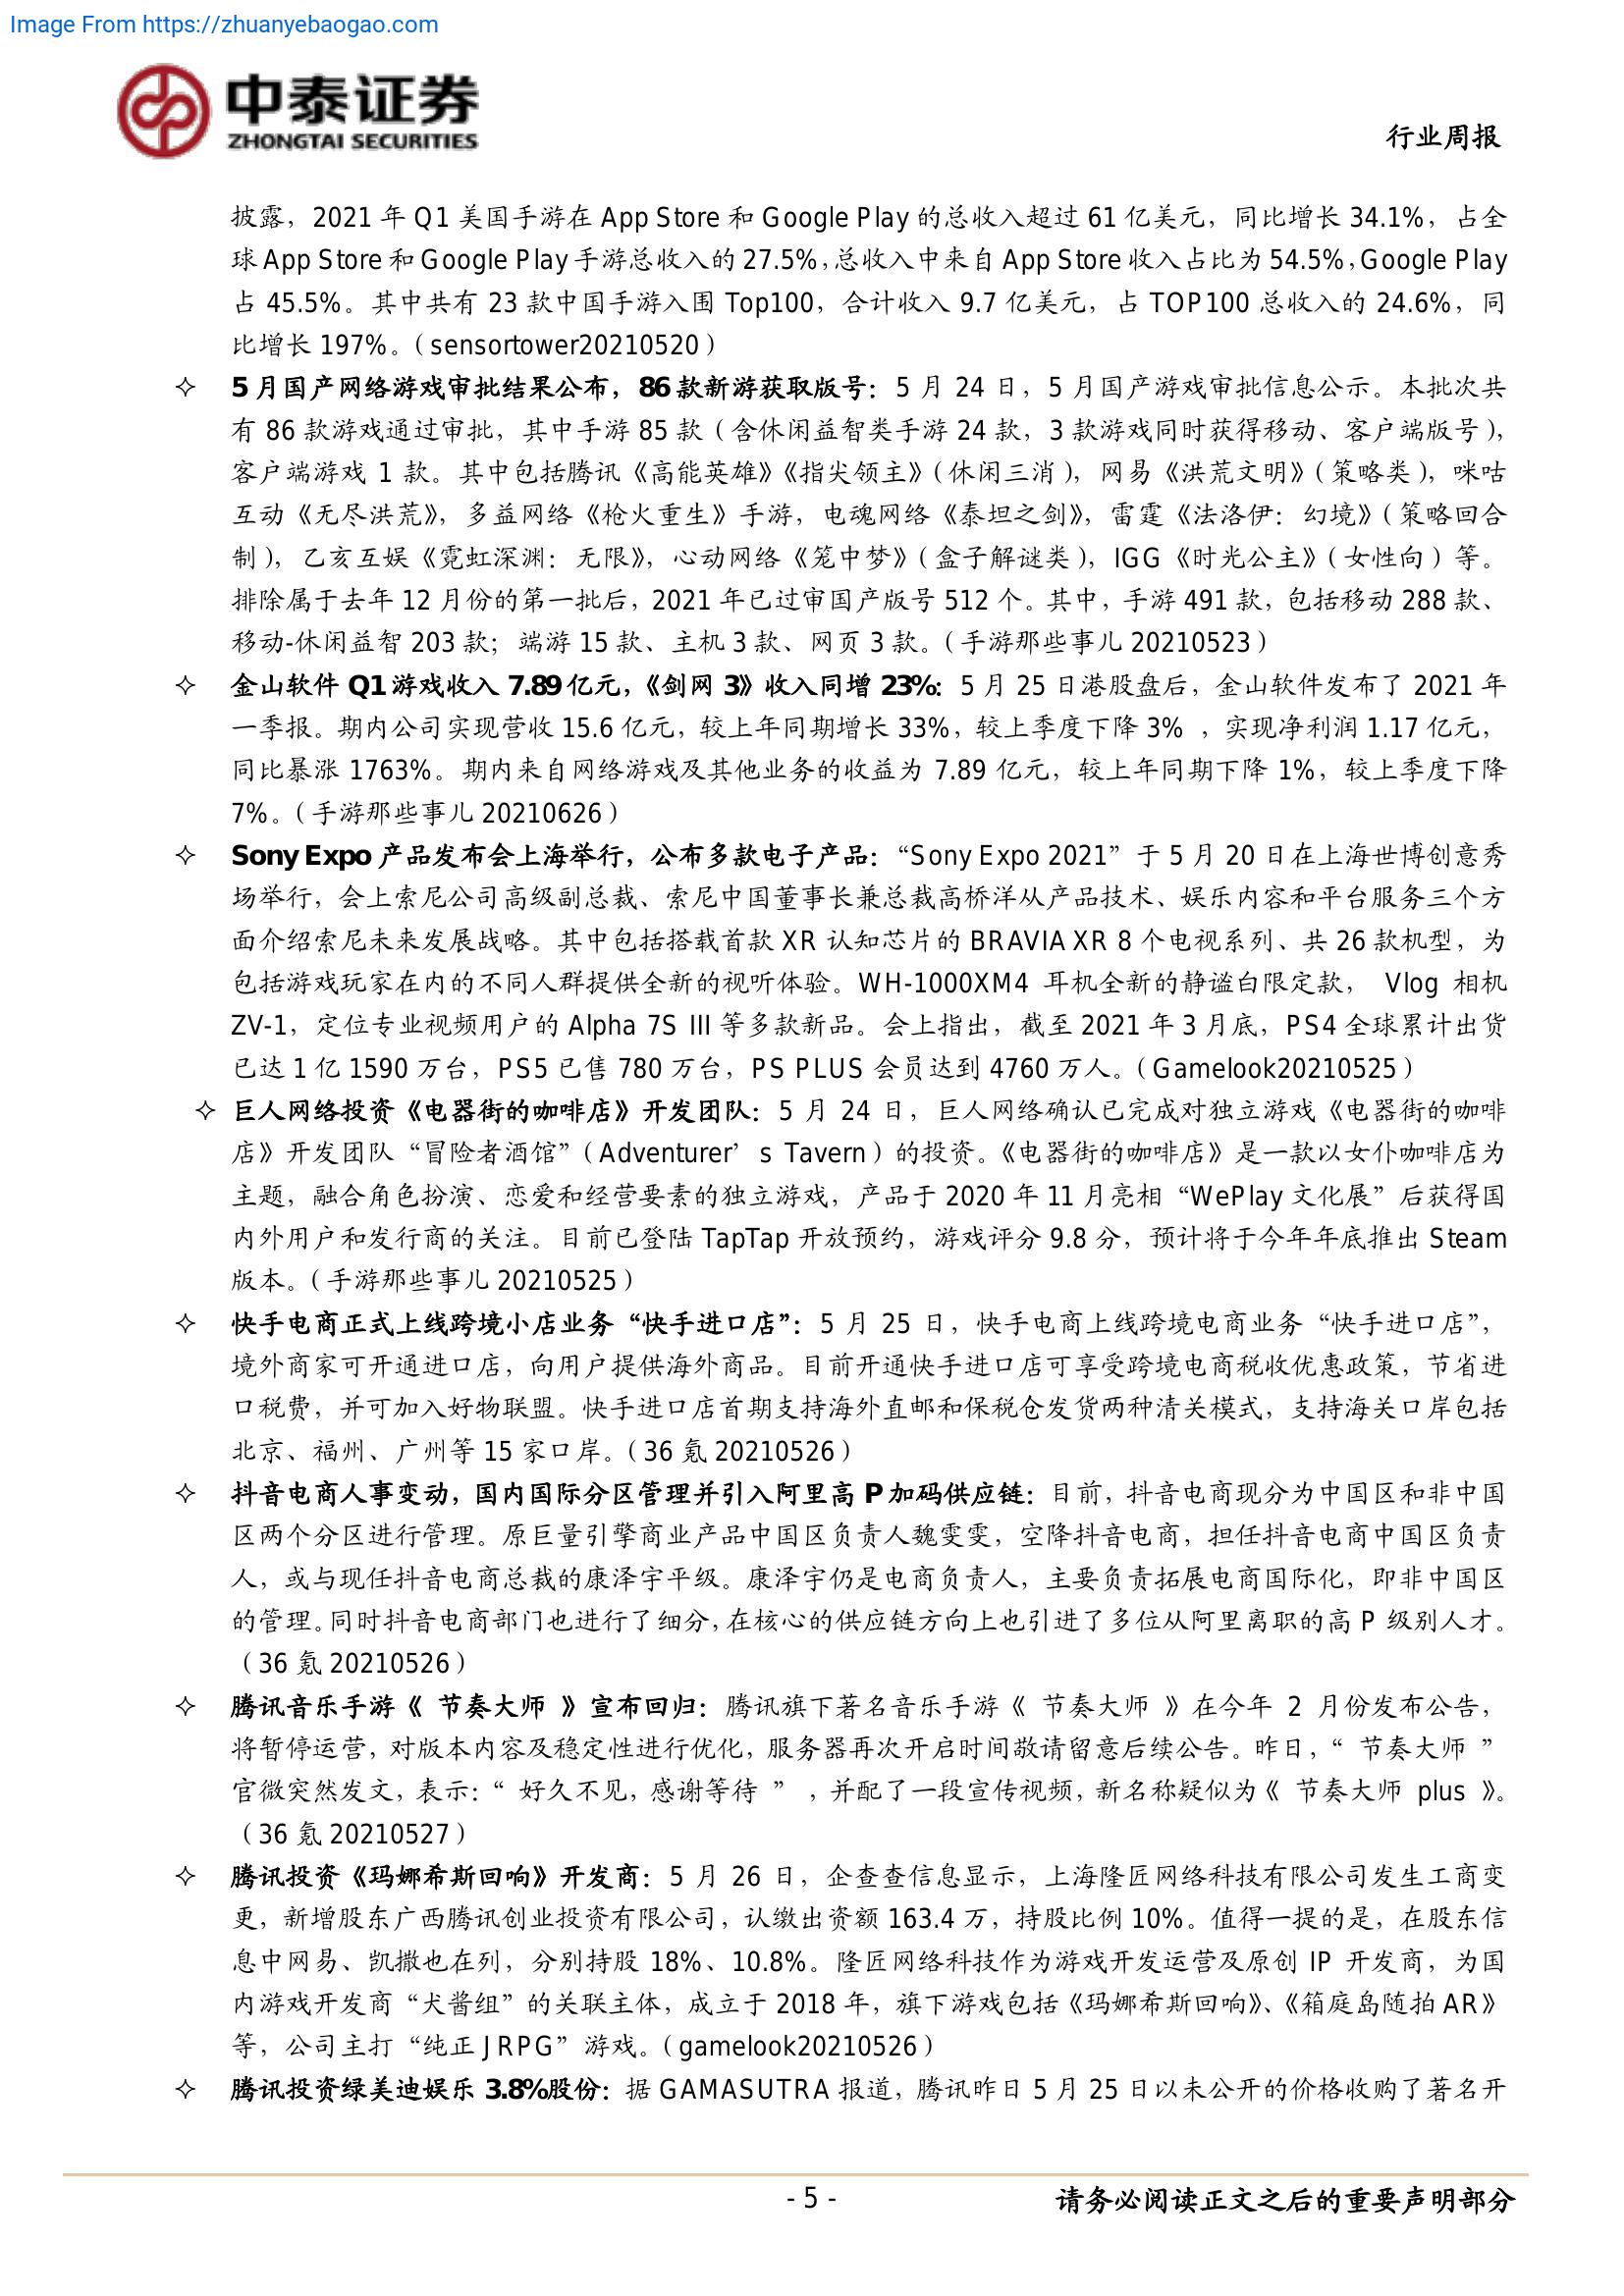 Image From https://zhuanyebaogao.com
中泰证券
ZHONGTAI SECURITIES
行业周报
披露，2021 年 Q1 美国手游在 App Store 和 Google Play 的总收入超过 61 亿美元，同比增长 34.1%，占全
球 App Store 和 Google Play 手游总收入的 27.5%，总收入中来自 App Store 收入占比为 54.5%，Google Play
占 45.5%。其中共有 23 款中国手游入围 Top100，合计收入 9.7 亿美元，占 TOP100 总收入的 24.6%，同
比增长 197%。（sensortower20210520）
✧ 5 月国产网络游戏审批结果公布，86 款新游获取版号：5 月 24 日，5 月国产游戏审批信息公示。本批次共
有 86 款游戏通过审批，其中手游 85 款（含休闲益智类手游 24 款，3 款游戏同时获得移动、客户端版号），
客户端游戏 1 款。其中包括腾讯《高能英雄》《指尖领主》（休闲三消），网易《洪荒文明》（策略类），咪咕
互动《无尽洪荒》，多益网络《枪火重生》手游，电魂网络《泰坦之剑》，雷霆《法洛伊：幻境》（策略回合
制），乙亥互娱《霓虹深渊：无限》，心动网络《笼中梦》（盒子解谜类），IGG《时光公主》（女性向）等。
排除属于去年 12 月份的第一批后，2021 年已过审国产版号 512 个。其中，手游 491 款，包括移动 288 款、
移动-休闲益智 203 款；端游 15 款、主机 3 款、网页 3 款。（手游那些事儿 20210523）
✧ 金山软件 Q1 游戏收入 7.89 亿元，《剑网 3》收入同增 23%：5 月 25 日港股盘后，金山软件发布了 2021 年
一季报。期内公司实现营收 15.6 亿元，较上年同期增长 33%，较上季度下降 3% ，实现净利润 1.17 亿元，
同比暴涨 1763%。期内来自网络游戏及其他业务的收益为 7.89 亿元，较上年同期下降 1%，较上季度下降
7%。（手游那些事儿 20210626）
✧ Sony Expo 产品发布会上海举行，公布多款电子产品：“Sony Expo 2021”于 5 月 20 日在上海世博创意秀
场举行，会上索尼公司高级副总裁、索尼中国董事长兼总裁高桥洋从产品技术、娱乐内容和平台服务三个方
面介绍索尼未来发展战略。其中包括搭载首款 XR 认知芯片的 BRAVIA XR 8 个电视系列、共 26 款机型，为
包括游戏玩家在内的不同人群提供全新的视听体验。WH-1000XM4 耳机全新的静谧白限定款， Vlog 相机
ZV-1，定位专业视频用户的 Alpha 7S III 等多款新品。会上指出，截至 2021 年 3 月底，PS4 全球累计出货
已达 1 亿 1590 万台，PS5 已售 780 万台，PS PLUS 会员达到 4760 万人。（Gamelook20210525）
✧ 巨人网络投资《电器街的咖啡店》开发团队：5 月 24 日，巨人网络确认已完成对独立游戏《电器街的咖啡
店》开发团队“冒险者酒馆”（Adventurer’s Tavern）的投资。《电器街的咖啡店》是一款以女仆咖啡店为
主题，融合角色扮演、恋爱和经营要素的独立游戏，产品于 2020 年 11 月亮相“WePlay 文化展”后获得国
内外用户和发行商的关注。目前已登陆 TapTap 开放预约，游戏评分 9.8 分，预计将于今年年底推出 Steam
版本。（手游那些事儿 20210525）
✧ 快手电商正式上线跨境小店业务“快手进口店”：5 月 25 日，快手电商上线跨境电商业务“快手进口店”，
境外商家可开通进口店，向用户提供海外商品。目前开通快手进口店可享受跨境电商税收优惠政策，节省进
口税费，并可加入好物联盟。快手进口店首期支持海外直邮和保税仓发货两种清关模式，支持海关口岸包括
北京、福州、广州等 15 家口岸。（36 氪 20210526）
✧ 抖音电商人事变动，国内国际分区管理并引入阿里高 P 加码供应链：目前，抖音电商现分为中国区和非中国
区两个分区进行管理。原巨量引擎商业产品中国区负责人魏雯雯，空降抖音电商，担任抖音电商中国区负责
人，或与现任抖音电商总裁的康泽宇平级。康泽宇仍是电商负责人，主要负责拓展电商国际化，即非中国区
的管理。同时抖音电商部门也进行了细分，在核心的供应链方向上也引进了多位从阿里离职的高 P 级别人才。
（36 氪 20210526）
✧ 腾讯音乐手游《 节奏大师 》宣布回归：腾讯旗下著名音乐手游《 节奏大师 》在今年 2 月份发布公告，
将暂停运营，对版本内容及稳定性进行优化，服务器再次开启时间敬请留意后续公告。昨日，“ 节奏大师 ”
官微突然发文，表示：“ 好久不见，感谢等待 ” ，并配了一段宣传视频，新名称疑似为《 节奏大师 plus 》。
（36 氪 20210527）
✧ 腾讯投资《玛娜希斯回响》开发商：5 月 26 日，企查查信息显示，上海隆匠网络科技有限公司发生工商变
更，新增股东广西腾讯创业投资有限公司，认缴出资额 163.4 万，持股比例 10%。值得一提的是，在股东信
息中网易、凯撒也在列，分别持股 18%、10.8%。隆匠网络科技作为游戏开发运营及原创 IP 开发商，为国
内游戏开发商“犬酱组”的关联主体，成立于 2018 年，旗下游戏包括《玛娜希斯回响》、《箱庭岛随拍 AR》
等，公司主打“纯正 JRPG”游戏。（gamelook20210526）
✧ 腾讯投资绿美迪娱乐 3.8%股份：据 GAMASUTRA 报道，腾讯昨日 5 月 25 日以未公开的价格收购了著名开
- 5 -
请务必阅读正文之后的重要声明部分